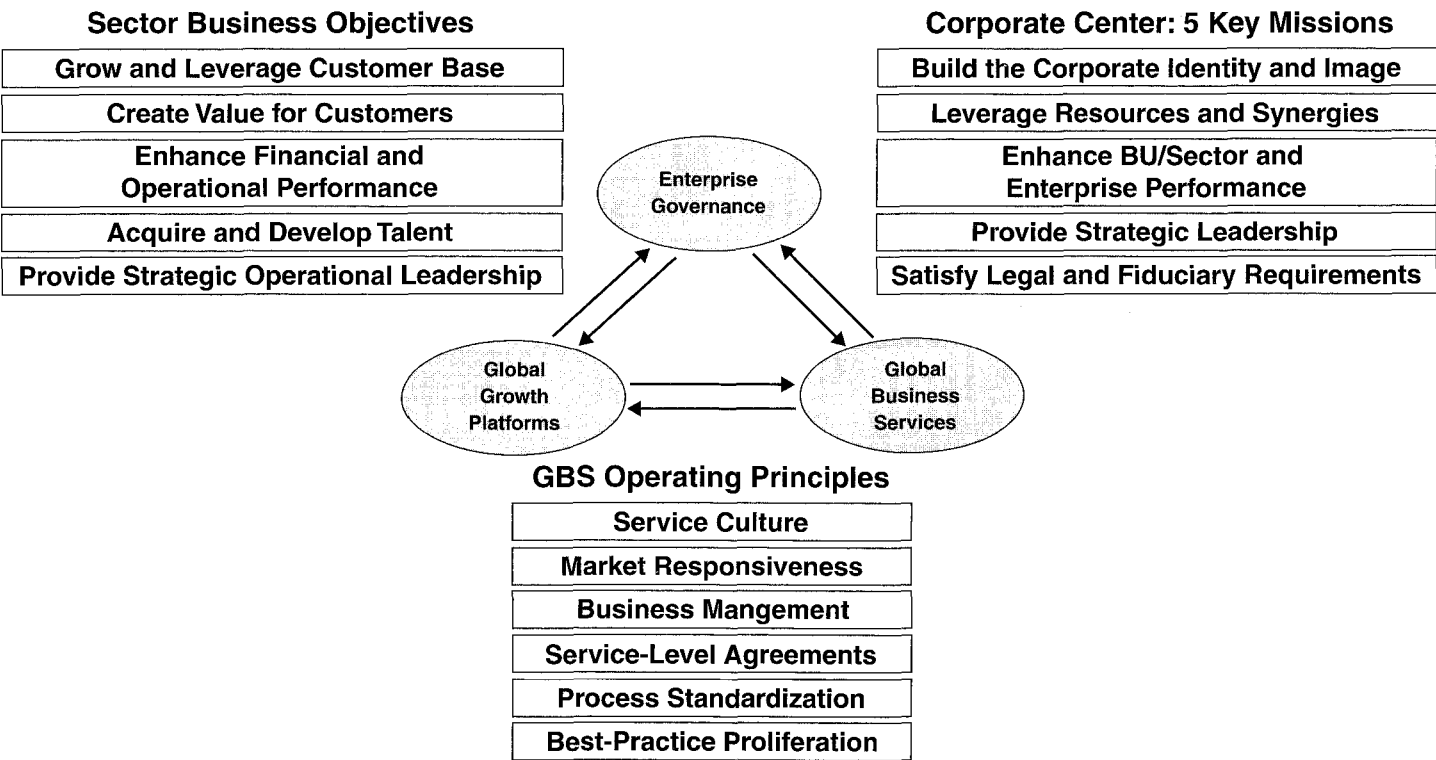 Sector Business Objectives
Grow and Leverage Customer Base
Create Value for Customers
Enhance Financial and
Operational Performance
Acquire and Develop Talent
Provide Strategic Operational Leadership
Corporate Center: 5 Key Missions
Build the Corporate Identity and Image
Leverage Resources and Synergies
Enhance BU/Sector and
Enterprise Performance
Provide Strategic Leadership
Satisfy Legal and Fiduciary Requirements
Enterprise
Governance
Global
Growth
Platforms
Global
Business
Services
GBS Operating Principles
Service Culture
Market Responsiveness
Business Mangement
Service-Level Agreements
Process Standardization
Best-Practice Proliferation